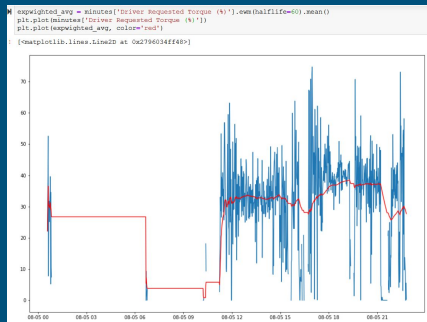 expwighted_avg = minutes['Driver Requested Torque (%)'].ewm(halflife=60).mean()
plt.plot(minutes['Driver Requested Torque (%)'])
plt.plot(expwighted_avg, color="red")
[<matplotlib.lines.Line2D at 0x2796034ff48>]
70
60
50
40
30
20
10
0
08-05 00 08-05 03 08-05 06 08-05 09 08-05 12 08-05 15 08-05 18 08-05 21